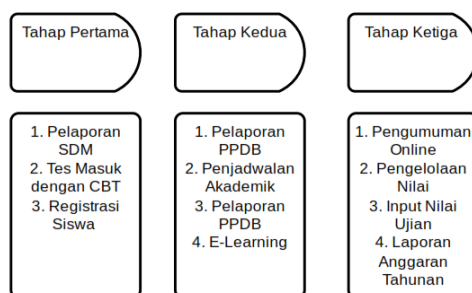 Tahap Pertama
Tahap Kedua
Tahap Ketiga
1. Pelaporan
SDM
2. Tes Masuk
dengan CBT
3. Registrasi
Siswa
1. Pelaporan
PPDB
2. Penjadwalan
Akademik
3. Pelaporan
PPDB
4. E-Learning
1. Pengumuman
Online
2. Pengelolaan
Nilai
3. Input Nilai
Ujian
4. Laporan
Anggaran
Tahunan